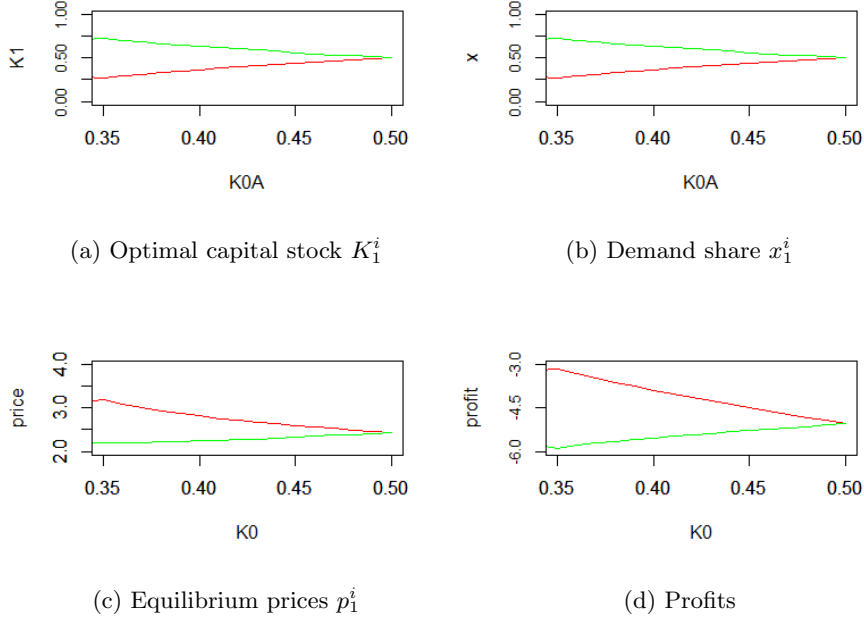 K1
0.00 0.50 1.00
0.35 0.40 0.45 0.50
K0A
x
0.00 0.50 1.00
0.35 0.40 0.45 0.50
K0A
(a) Optimal capital stock K_1^i
(b) Demand share x_1^i
price
2.0 3.0 4.0
0.35 0.40 0.45 0.50
K0
profit
-6.0 -4.5 -3.0
0.35 0.40 0.45 0.50
K0
(c) Equilibrium prices p_1^i
(d) Profits